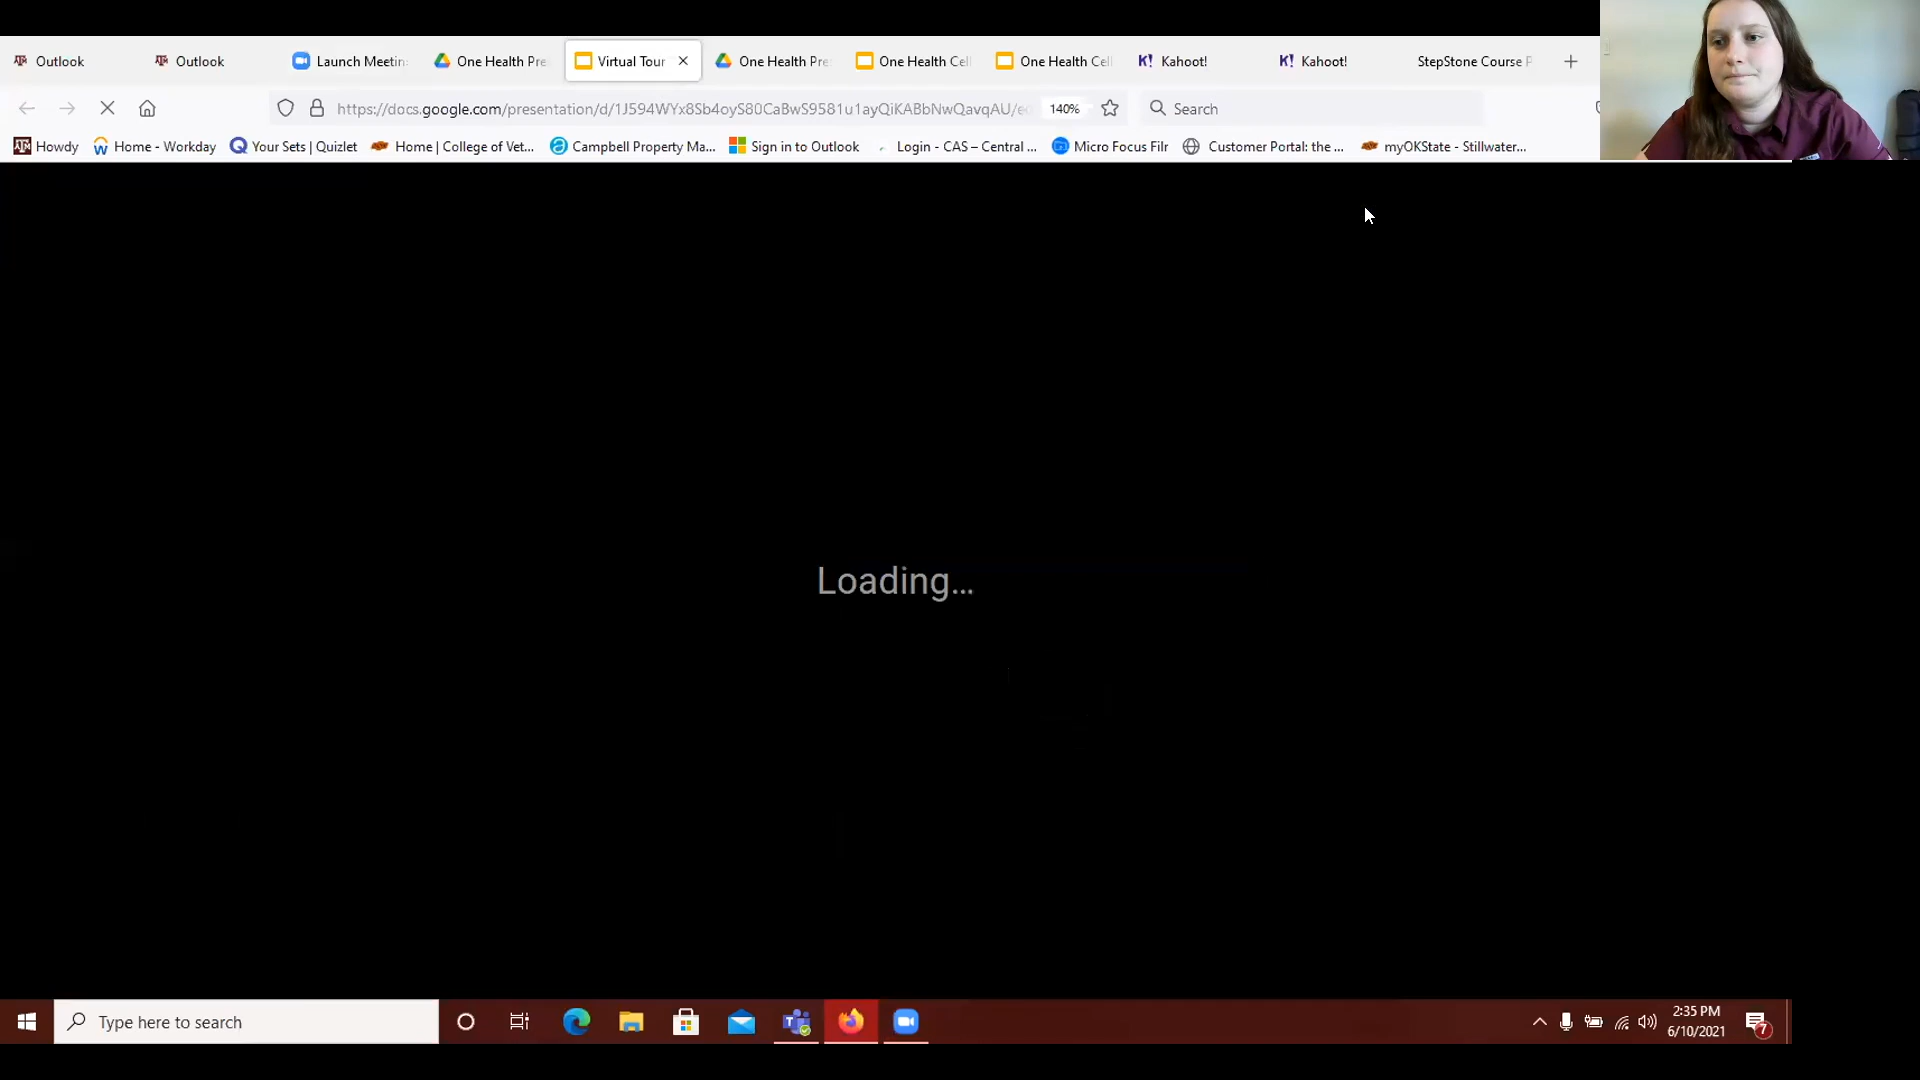 Outlook
Outlook
Launch Meetin
One Health Pre
Virtual Tour
One Health Pre
One Health Cell
One Health Cell
K! Kahoot!
K! Kahoot!
StepStone Course P
140%
Search
Howdy
Home - Workday
Your Sets | Quizlet
Home | College of Vet...
Campbell Property Ma...
Sign in to Outlook
Login - CAS – Central ...
Micro Focus Filr
Customer Portal: the ...
myOKState - Stillwater...
Loading...
Type here to search
2:35 PM
6/10/2021
7